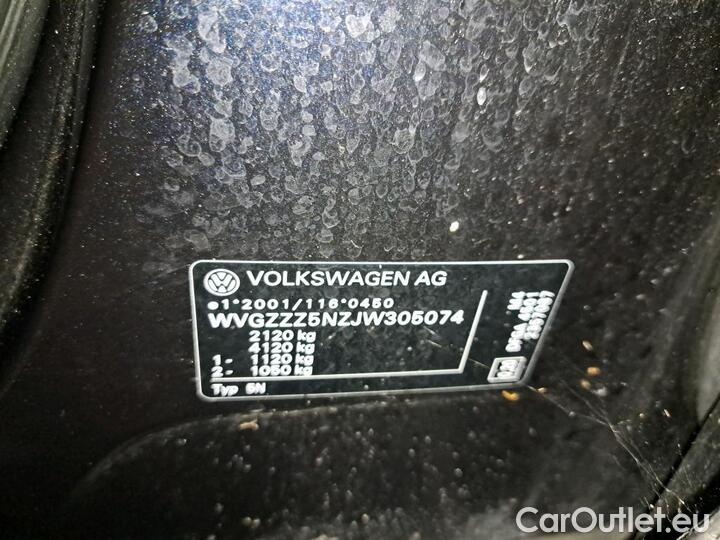 VOLKSWAGEN AG
e1*2001/116*0450
WVGZZZ5NZJW305074
2120 kg
4120 kg
1- 1120 kg
2- 1050 kg
Typ 5N
CarOutlet.eu